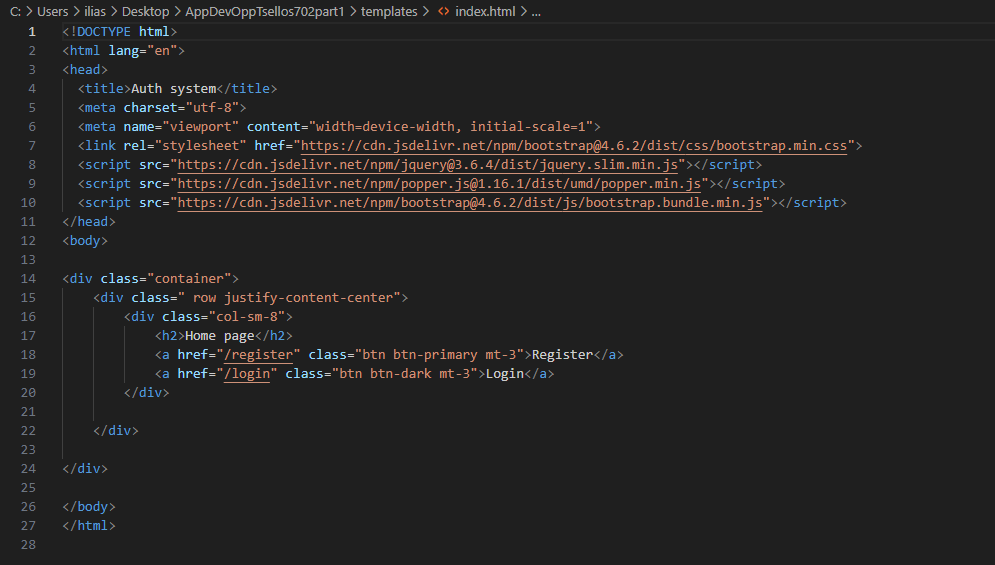 C: > Users > ilias > Desktop > AppDevOppTsellos702part1 > templates > <> index.html > ...
1 <!DOCTYPE html>
2 <html lang="en">
3 <head>
4   <title>Auth system</title>
5   <meta charset="utf-8">
6   <meta name="viewport" content="width=device-width, initial-scale=1">
7   <link rel="stylesheet" href="https://cdn.jsdelivr.net/npm/bootstrap@4.6.2/dist/css/bootstrap.min.css">
8   <script src="https://cdn.jsdelivr.net/npm/jquery@3.6.4/dist/jquery.slim.min.js"></script>
9   <script src="https://cdn.jsdelivr.net/npm/popper.js@1.16.1/dist/umd/popper.min.js"></script>
10   <script src="https://cdn.jsdelivr.net/npm/bootstrap@4.6.2/dist/js/bootstrap.bundle.min.js"></script>
11 </head>
12 <body>
13
14 <div class="container">
15     <div class=" row justify-content-center">
16         <div class="col-sm-8">
17             <h2>Home page</h2>
18             <a href="/register" class="btn btn-primary mt-3">Register</a>
19             <a href="/login" class="btn btn-dark mt-3">Login</a>
20         </div>
21
22     </div>
23
24 </div>
25
26 </body>
27 </html>
28